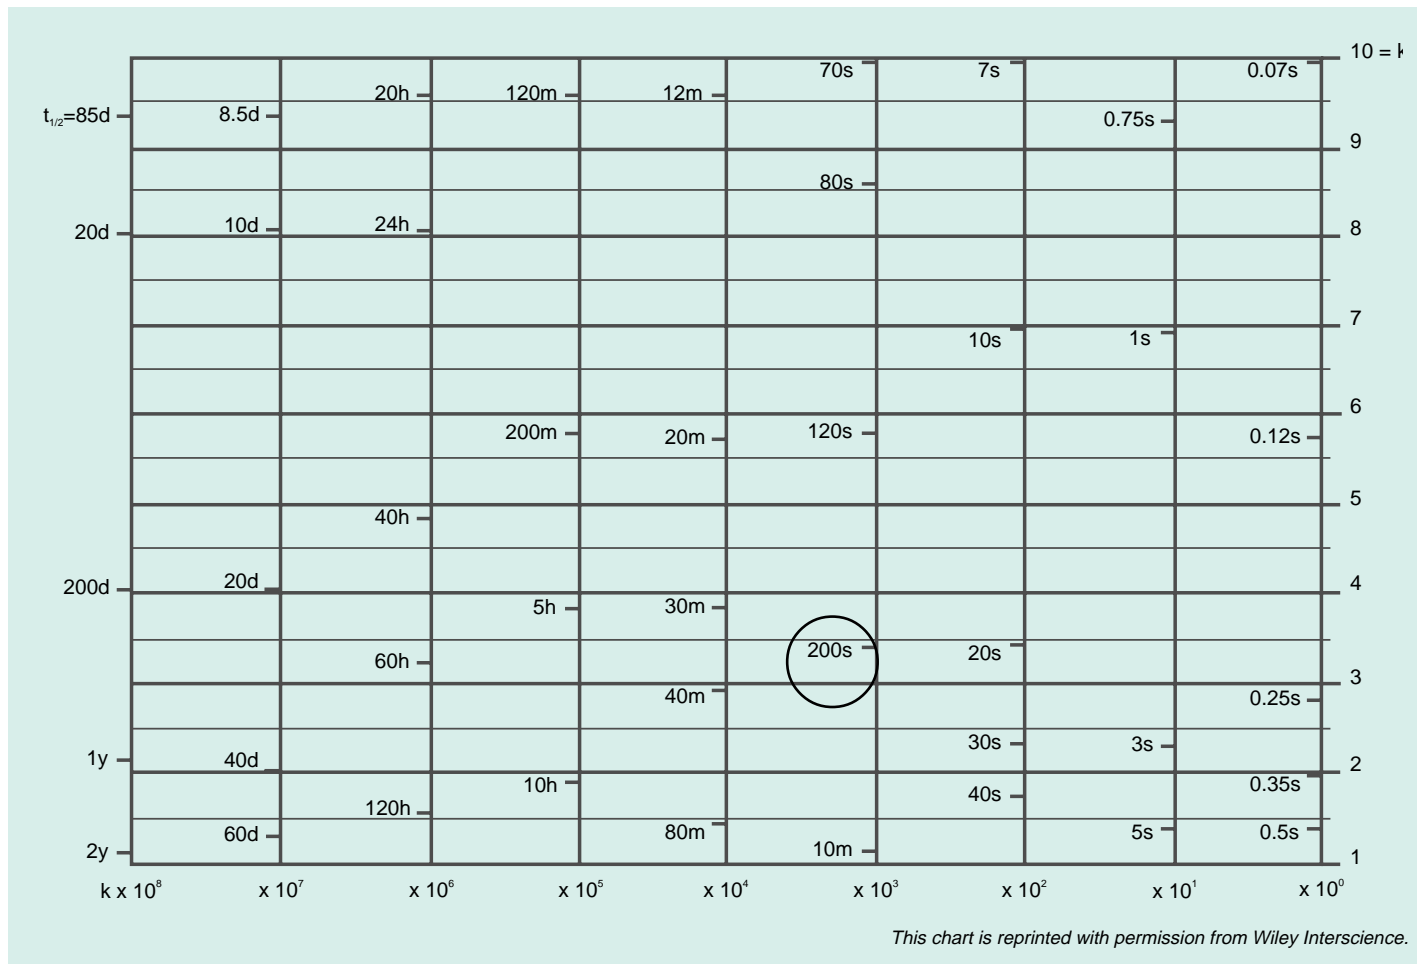 10 = k
70s 7s 0.07s
20h 120m 12m
t1/2=85d 8.5d 0.75s
9
80s
20d 10d 24h 8
7
10s 1s
6
200m 20m 120s 0.12s
5
40h
200d 20d 4
5h 30m
200s 20s
60h
3
40m 0.25s
30s 3s
1y 40d 2
10h 0.35s
40s
120h
60d 80m 5s 0.5s
2y 10m 1
k x 10⁸ x 10⁷ x 10⁶ x 10⁵ x 10⁴ x 10³ x 10² x 10¹ x 10⁰
This chart is reprinted with permission from Wiley Interscience.